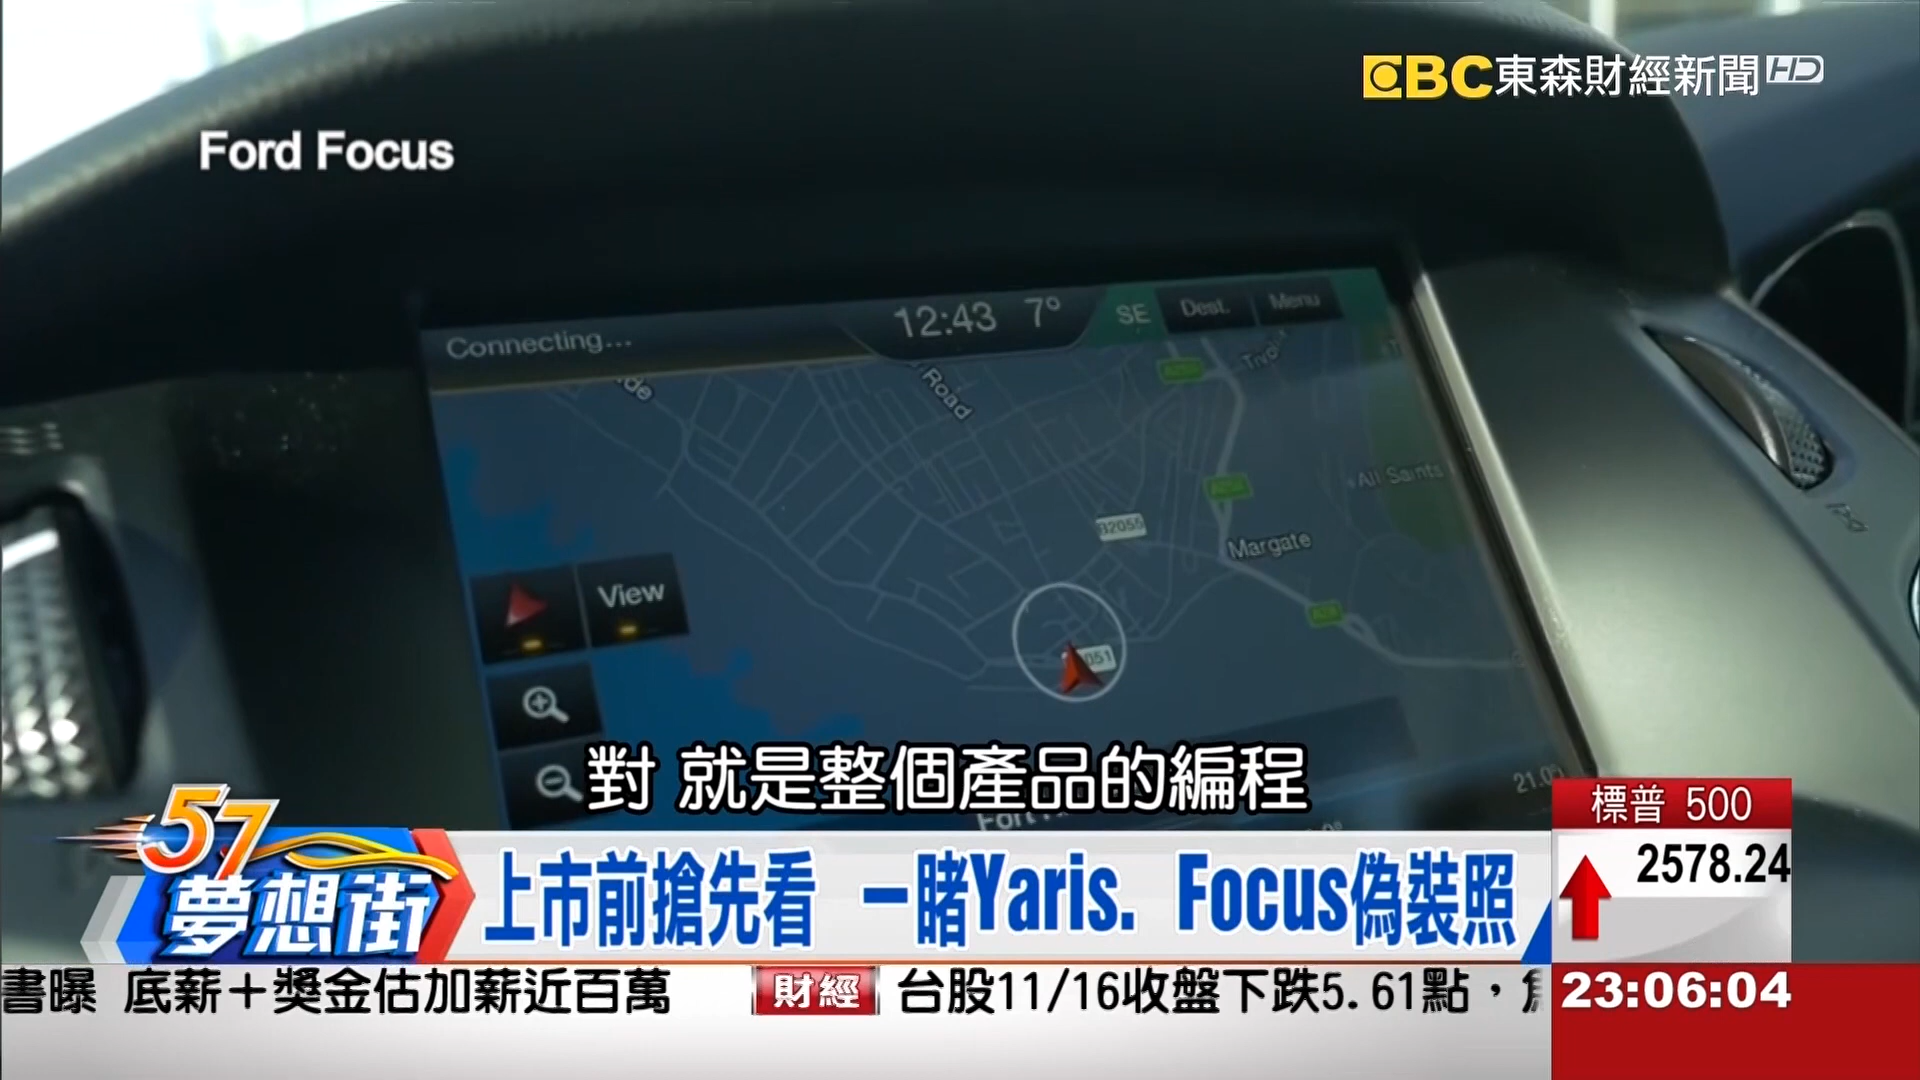 EBC東森財經新聞HD
Ford Focus
Connecting...
12:43 7° SE Dest. Menu
Road
B2055
All Saints
Margate
View
對 就是整個產品的編程
標普 500
2578.24
57夢想街
上市前搶先看 一睹Yaris. Focus偽裝照
書曝 底薪+獎金估加薪近百萬 財經 台股11/16收盤下跌5.61點,
23:06:04